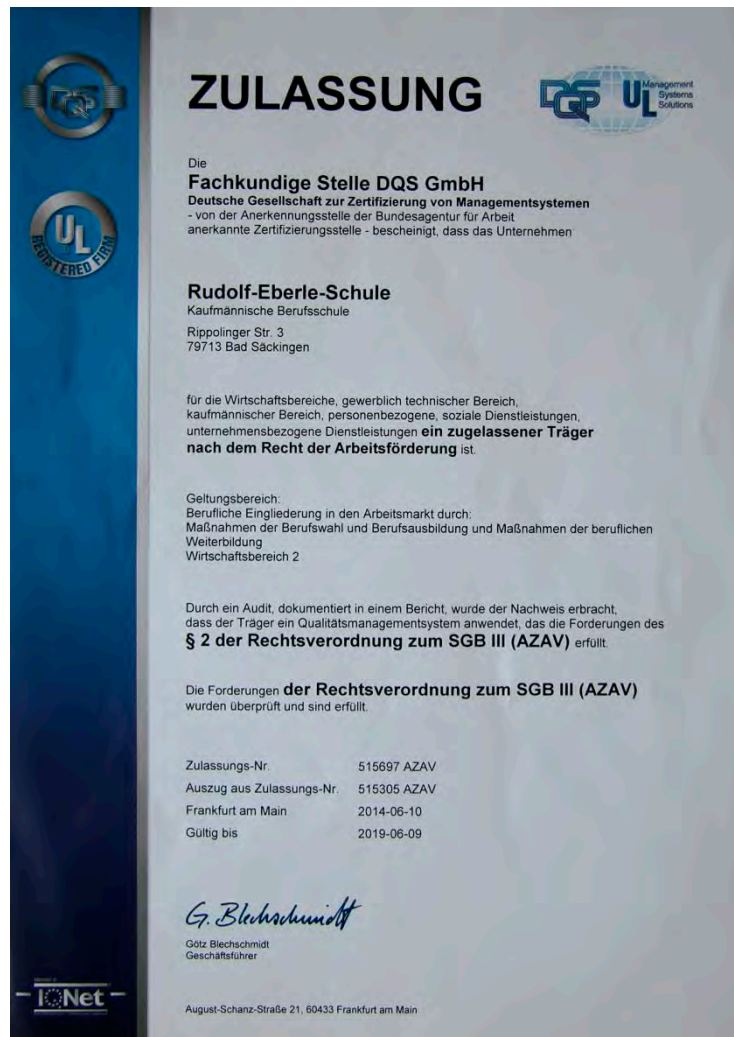 DQS
ZULASSUNG
DQS UL Management Systems Solutions
UL
REGISTERED FIRM
Die
Fachkundige Stelle DQS GmbH
Deutsche Gesellschaft zur Zertifizierung von Managementsystemen
- von der Anerkennungsstelle der Bundesagentur für Arbeit
anerkannte Zertifizierungsstelle - bescheinigt, dass das Unternehmen
Rudolf-Eberle-Schule
Kaufmännische Berufsschule
Rippolinger Str. 3
79713 Bad Säckingen
für die Wirtschaftsbereiche, gewerblich technischer Bereich,
kaufmännischer Bereich, personenbezogene, soziale Dienstleistungen,
unternehmensbezogene Dienstleistungen ein zugelassener Träger
nach dem Recht der Arbeitsförderung ist.
Geltungsbereich:
Berufliche Eingliederung in den Arbeitsmarkt durch:
Maßnahmen der Berufswahl und Berufsausbildung und Maßnahmen der beruflichen
Weiterbildung
Wirtschaftsbereich 2
Durch ein Audit, dokumentiert in einem Bericht, wurde der Nachweis erbracht,
dass der Träger ein Qualitätsmanagementsystem anwendet, das die Forderungen des
§ 2 der Rechtsverordnung zum SGB III (AZAV) erfüllt.
Die Forderungen der Rechtsverordnung zum SGB III (AZAV)
wurden überprüft und sind erfüllt.
Zulassungs-Nr. 515697 AZAV
Auszug aus Zulassungs-Nr. 515305 AZAV
Frankfurt am Main 2014-06-10
Gültig bis 2019-06-09
G. Blechschmidt
Götz Blechschmidt
Geschäftsführer
IQNet
August-Schanz-Straße 21, 60433 Frankfurt am Main